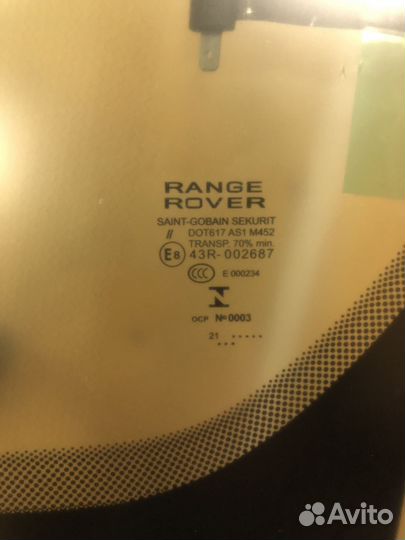 RANGE
ROVER
SAINT-GOBAIN SEKURIT
// DOT617 AS1 M452
TRANSP. 70% min.
E8 43R-002687
CCC E 000234
OCP №0003
21 •••••
•••
Avito